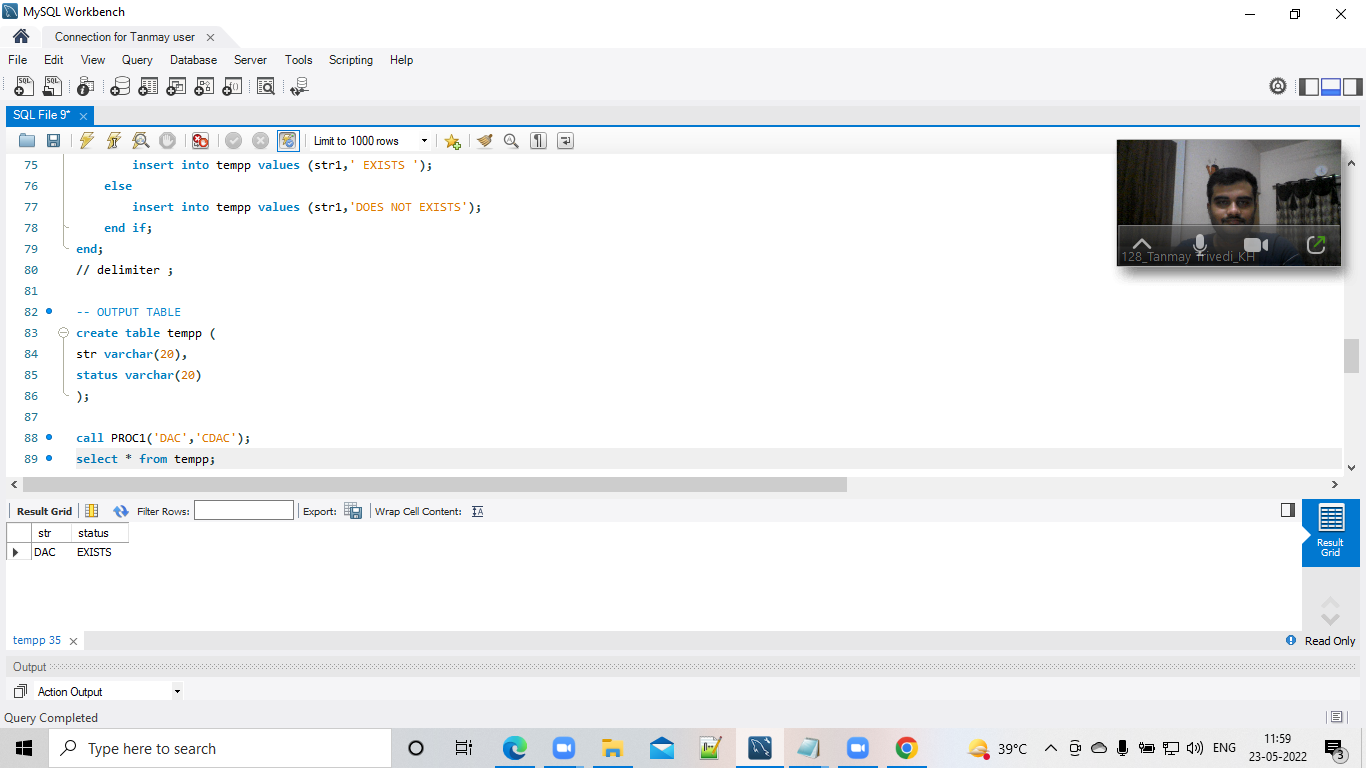 MySQL Workbench
Connection for Tanmay user
File Edit View Query Database Server Tools Scripting Help
SQL File 9*
Limit to 1000 rows
75 insert into tempp values (str1,' EXISTS ');
76 else
77 insert into tempp values (str1,'DOES NOT EXISTS');
78 end if;
79 end;
80 // delimiter ;
81
82 -- OUTPUT TABLE
83 create table tempp (
84 str varchar(20),
85 status varchar(20)
86 );
87
88 call PROC1('DAC','CDAC');
89 select * from tempp;
128_Tanmay Trivedi_KH
Result Grid Filter Rows: Export: Wrap Cell Content:
str status
DAC EXISTS
Result
Grid
tempp 35
Read Only
Output
Action Output
Query Completed
Type here to search
39°C
ENG
11:59
23-05-2022
3